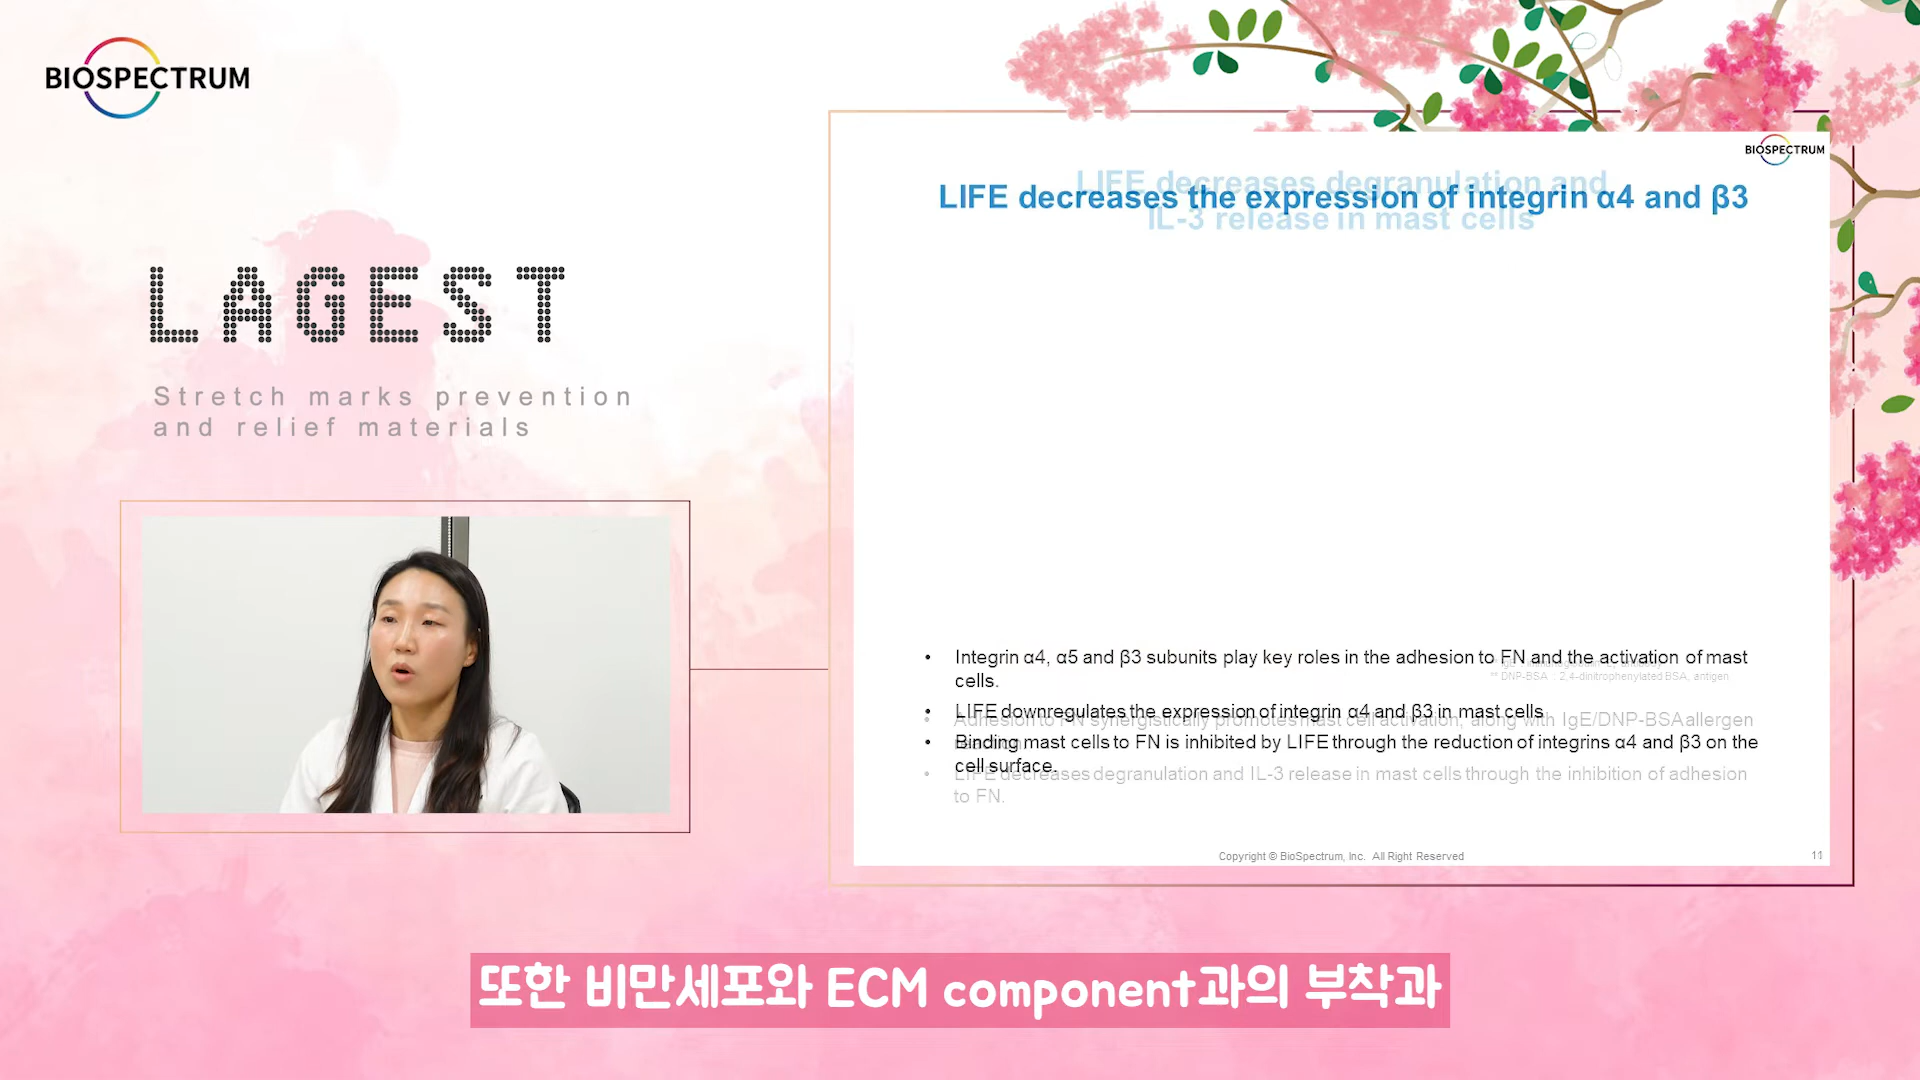 BIOSPECTRUM
LAGEST
Stretch marks prevention
and relief materials
BIOSPECTRUM
LIFE decreases degranulation and
IL-3 release in mast cells
LIFE decreases the expression of integrin α4 and β3
• Integrin α4, α5 and β3 subunits play key roles in the adhesion to FN and the activation of mast
cells.
** DNP-BSA : 2,4-dinitrophenylated BSA, antigen
• LIFE downregulates the expression of integrin α4 and β3 in mast cells
• Adhesion to FN synergistically promotes mast cell activation, along with IgE/DNP-BSA allergen
• Binding mast cells to FN is inhibited by LIFE through the reduction of integrins α4 and β3 on the
cell surface.
• LIFE decreases degranulation and IL-3 release in mast cells through the inhibition of adhesion
to FN.
Copyright © BioSpectrum, Inc. All Right Reserved
11
또한 비만세포와 ECM component과의 부착과